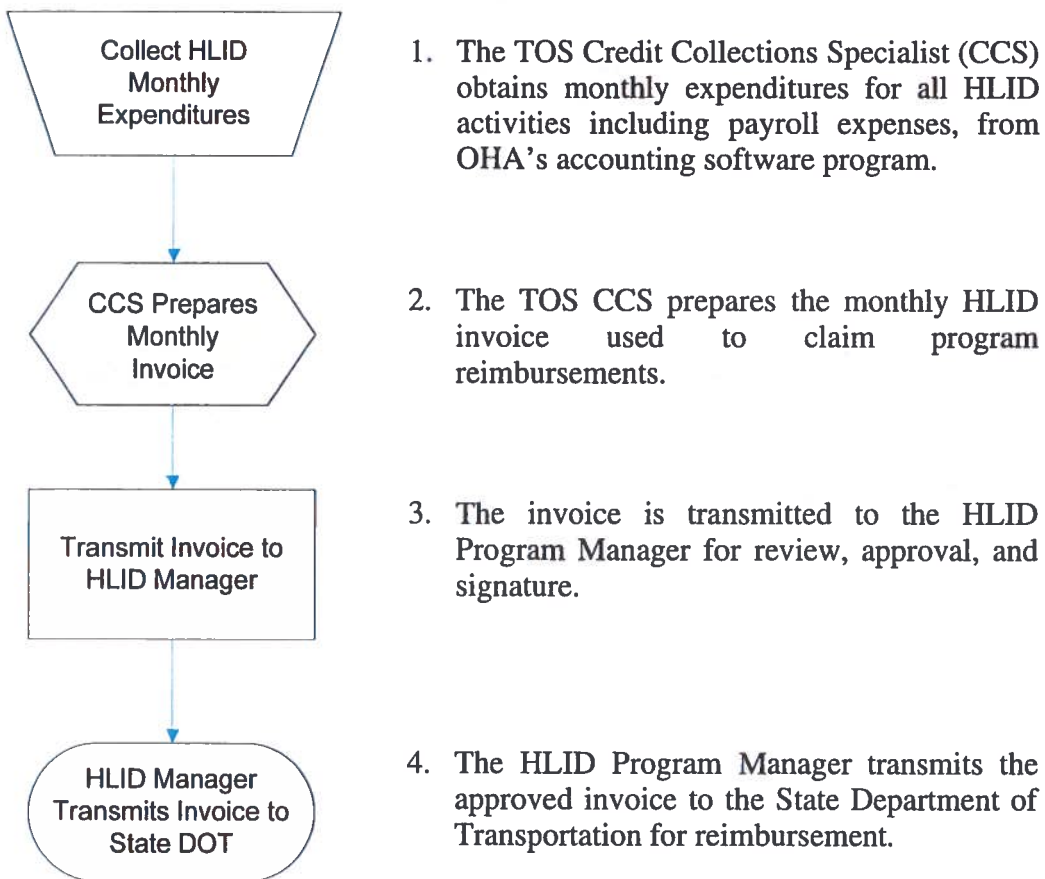 Collect HLID
Monthly
Expenditures
1. The TOS Credit Collections Specialist (CCS)
obtains monthly expenditures for all HLID
activities including payroll expenses, from
OHA's accounting software program.
CCS Prepares
Monthly
Invoice
2. The TOS CCS prepares the monthly HLID
invoice used to claim program
reimbursements.
Transmit Invoice to
HLID Manager
3. The invoice is transmitted to the HLID
Program Manager for review, approval, and
signature.
HLID Manager
Transmits Invoice to
State DOT
4. The HLID Program Manager transmits the
approved invoice to the State Department of
Transportation for reimbursement.